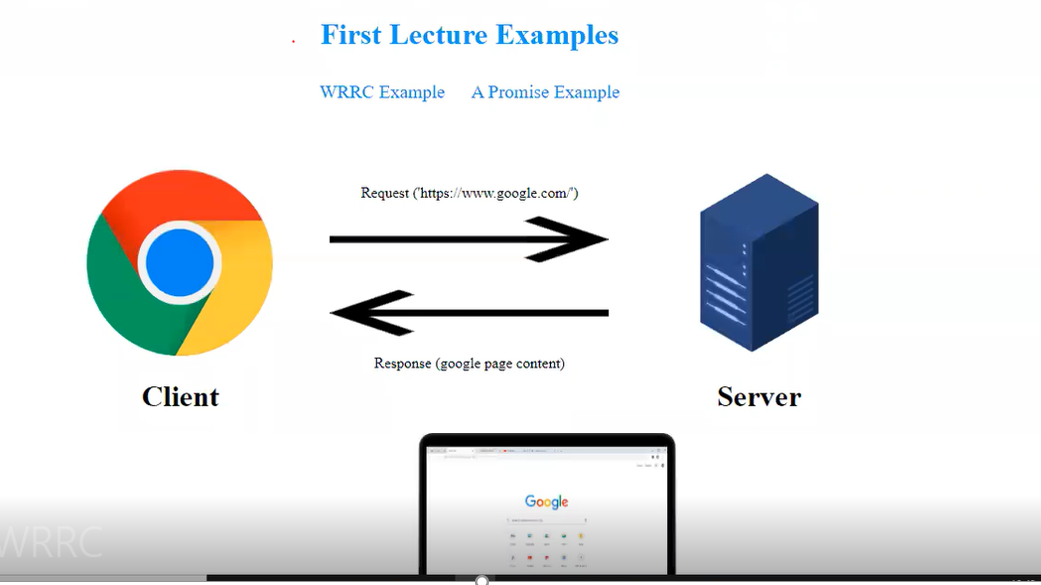 First Lecture Examples
WRRC Example A Promise Example
Request ('https://www.google.com/')
Response (google page content)
Client
Server
Google
WRRC